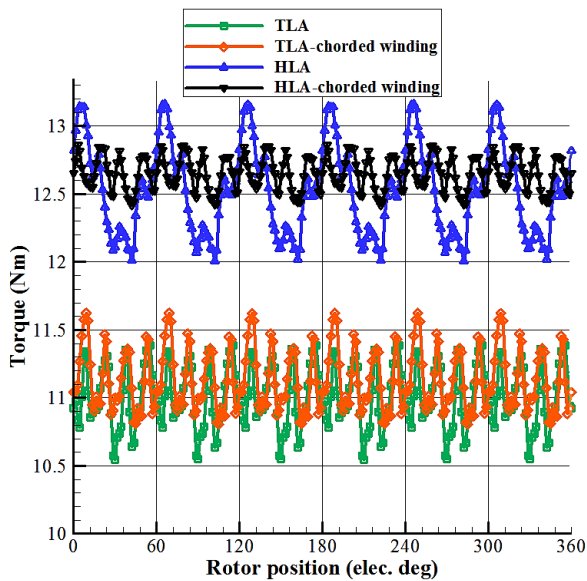 TLA
TLA-chorded winding
HLA
HLA-chorded winding
13
12.5
12
11.5
11
10.5
10
Torque (Nm)
0 60 120 180 240 300 360
Rotor position (elec. deg)